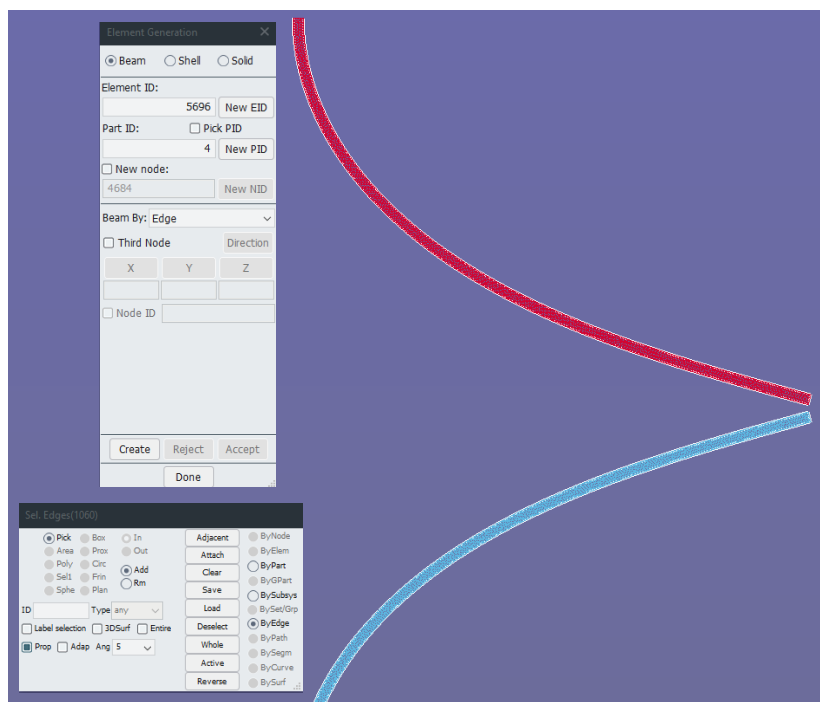 Element Generation
Beam Shell Solid
Element ID:
5696 New EID
Part ID: Pick PID
4 New PID
New node:
4684 New NID
Beam By: Edge
Third Node Direction
X Y Z
Node ID
Create Reject Accept
Done
Sel. Edges(1060)
Pick Box In Adjacent ByNode
Area Prox Out Attach ByElem
Poly Circ Add Clear ByPart
Sel1 Frin Rm Save ByGPart
Sphe Plan BySubsys
ID Type any Load BySet/Grp
Label selection 3DSurf Entire Deselect ByEdge
Prop Adap Ang 5 Whole ByPath
Active BySegm
ByCurve
Reverse BySurf